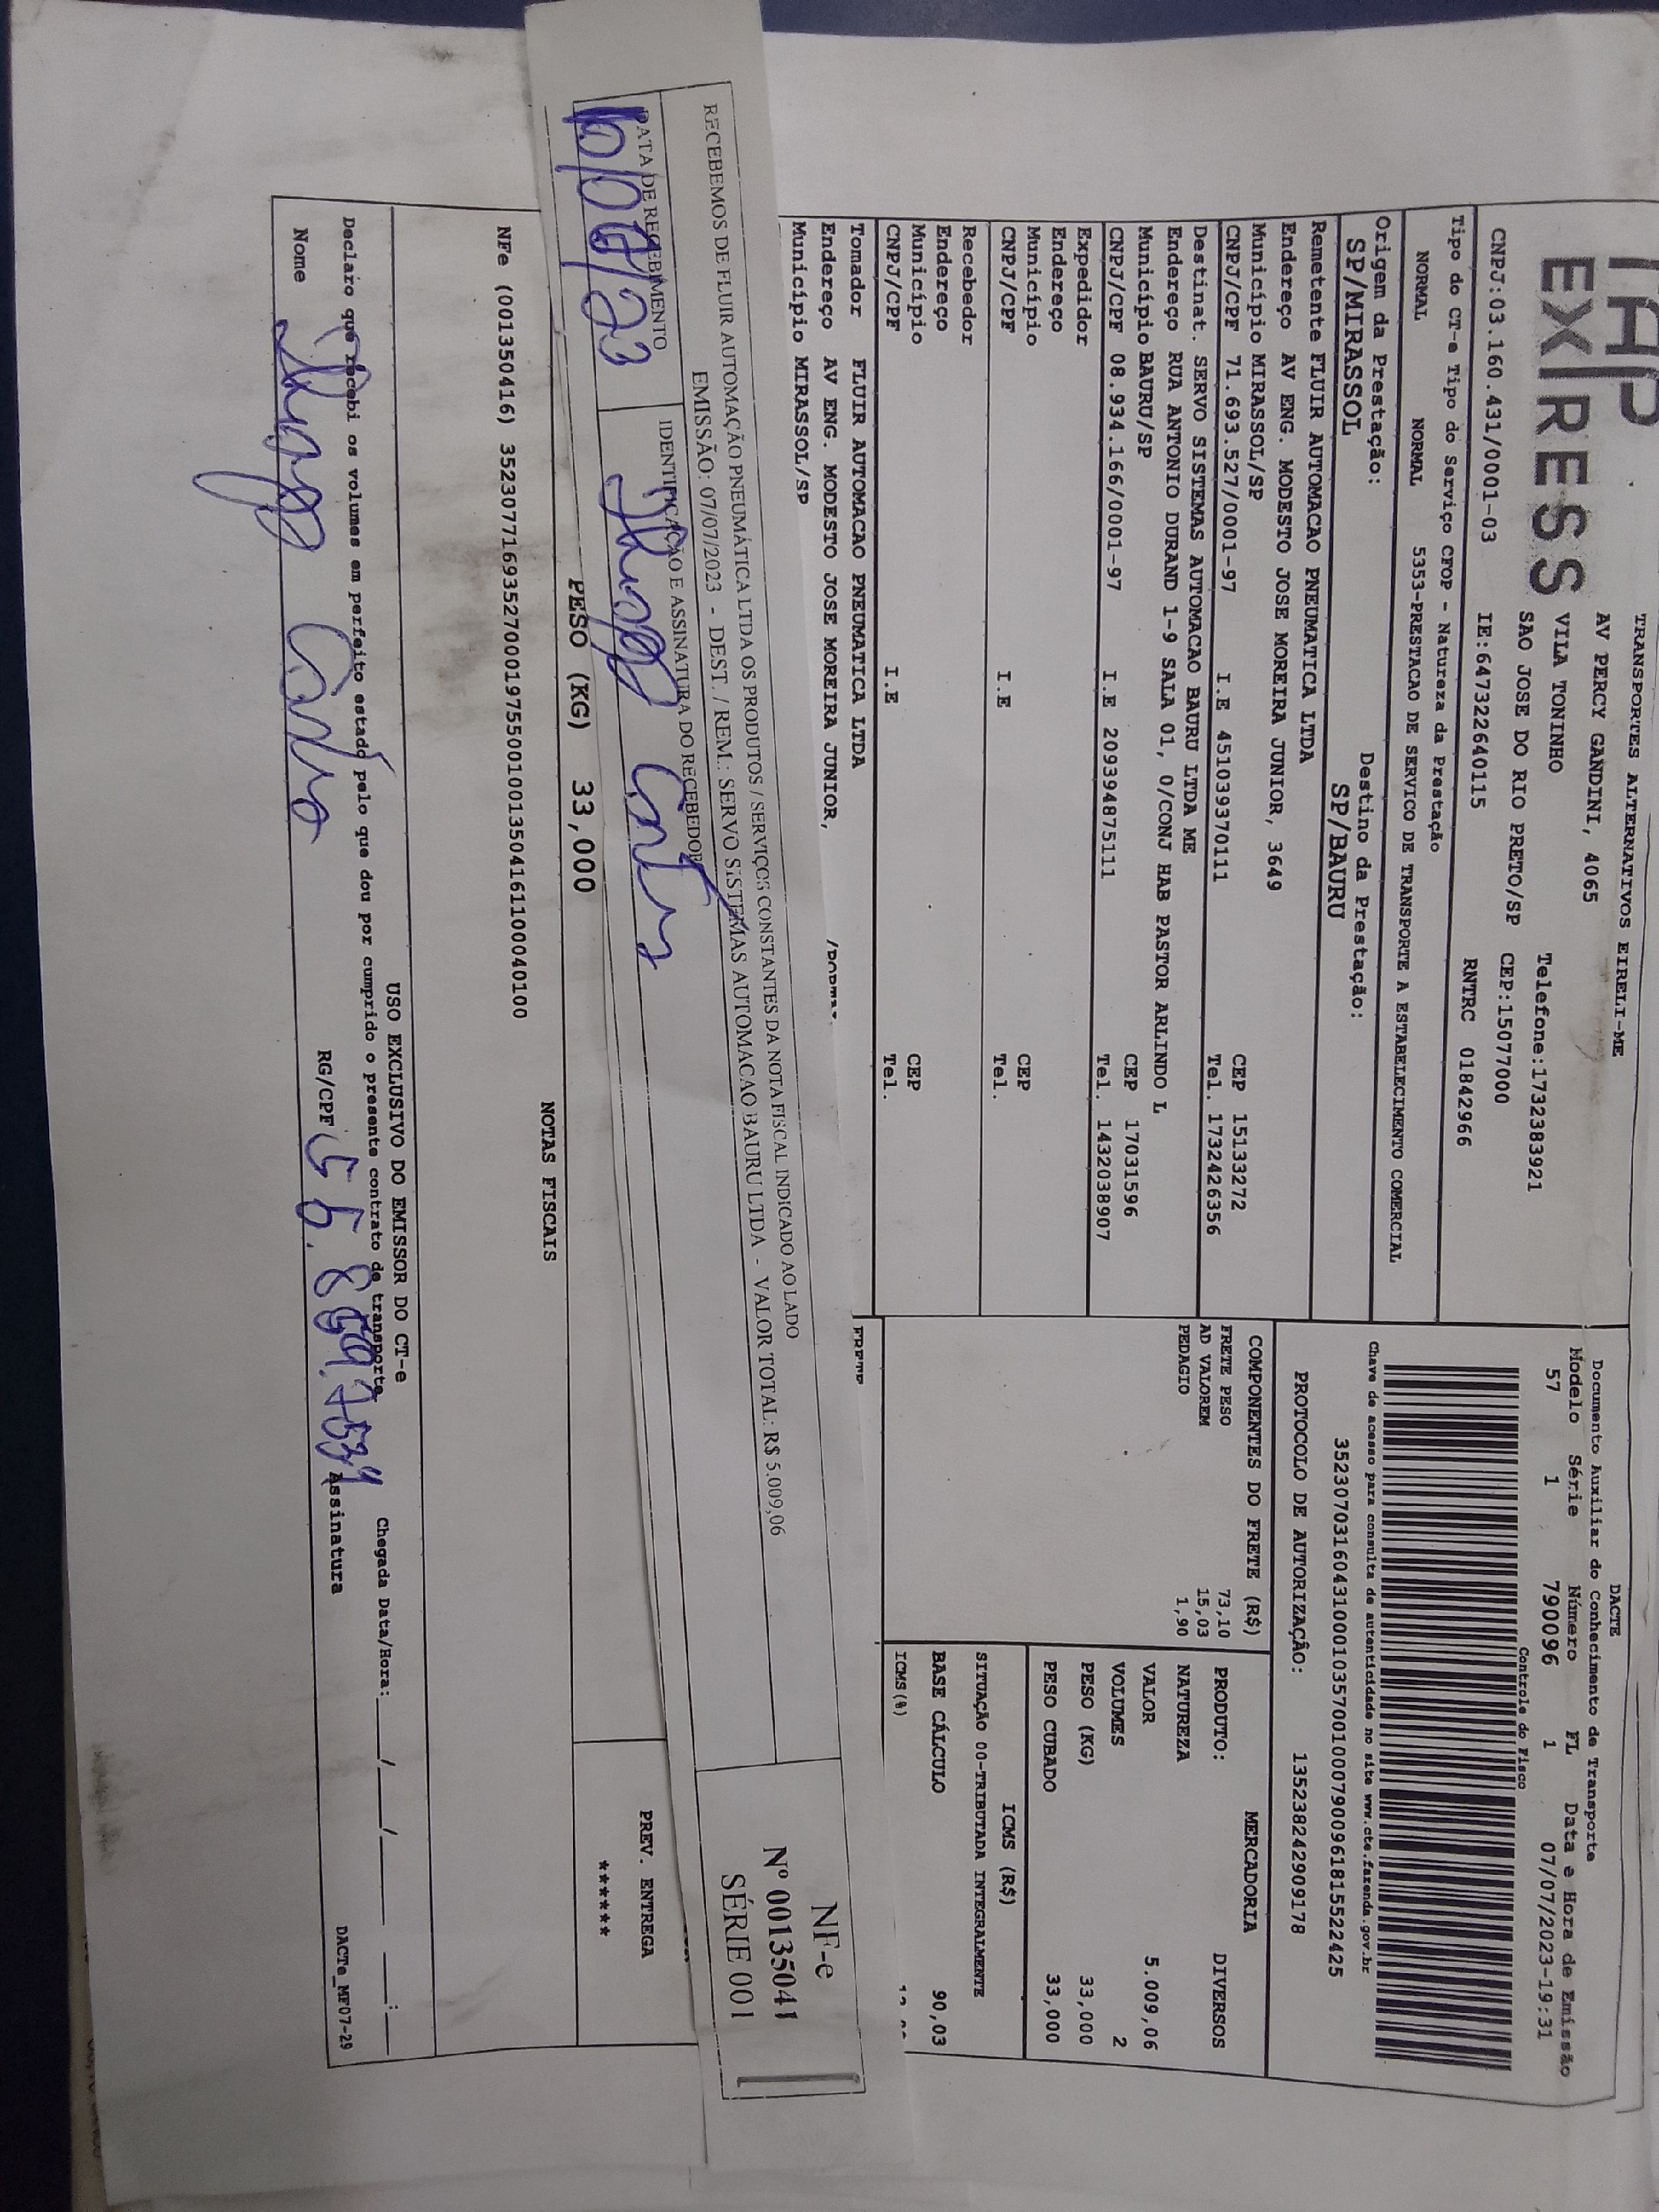 TAP
EXPRESS
TRANSPORTES ALTERNATIVOS EIRELI-ME
AV PERCY GANDINI, 4065
VILA TONINHO Telefone:1732383921
SAO JOSE DO RIO PRETO/SP CEP:15077000
CNPJ:03.160.431/0001-03 IE:647322640115 RNTRC 01842966
DACTE
Documento Auxiliar do Conhecimento de Transporte
Modelo Série Número FL Data e Hora de Emissão
57 1 790096 1 07/07/2023-19:31
Controle do Fisco
Chave de acesso para consulta de autenticidade no site www.cte.fazenda.gov.br
35230703160431000103570010007900961815522425
PROTOCOLO DE AUTORIZAÇÃO: 135238242909178
Tipo do CT-e Tipo do Serviço CFOP - Natureza da Prestação
NORMAL NORMAL 5353-PRESTACAO DE SERVICO DE TRANSPORTE A ESTABELECIMENTO COMERCIAL
Origem da Prestação: Destino da Prestação:
SP/MIRASSOL SP/BAURU
Remetente FLUIR AUTOMACAO PNEUMATICA LTDA
Endereço AV ENG. MODESTO JOSE MOREIRA JUNIOR, 3649
Município MIRASSOL/SP CEP 15133272
CNPJ/CPF 71.693.527/0001-97 I.E 451039370111 Tel. 1732426356
Destinat. SERVO SISTEMAS AUTOMACAO BAURU LTDA ME
Endereço RUA ANTONIO DURAND 1-9 SALA 01, 0/CONJ HAB PASTOR ARLINDO L
Município BAURU/SP CEP 17031596
CNPJ/CPF 08.934.166/0001-97 I.E 209394875111 Tel. 1432038907
Expedidor
Endereço
Município CEP
CNPJ/CPF I.E Tel.
Recebedor
Endereço
Município CEP
CNPJ/CPF I.E Tel.
Tomador FLUIR AUTOMACAO PNEUMATICA LTDA
Endereço AV ENG. MODESTO JOSE MOREIRA JUNIOR,
Município MIRASSOL/SP
COMPONENTES DO FRETE (R$)
FRETE PESO 73,10
AD VALOREM 15,03
PEDAGIO 1,90
FRETE
MERCADORIA
PRODUTO: DIVERSOS
NATUREZA
VALOR 5.009,06
VOLUMES 2
PESO (KG) 33,000
PESO CUBADO 33,000
ICMS (R$)
SITUAÇÃO 00-TRIBUTADA INTEGRALMENTE
BASE CÁLCULO 90,03
ICMS(%)
RECEBEMOS DE FLUIR AUTOMAÇÃO PNEUMÁTICA LTDA OS PRODUTOS / SERVIÇOS CONSTANTES DA NOTA FISCAL INDICADO AO LADO
EMISSÃO: 07/07/2023 - DEST. / REM.: SERVO SISTEMAS AUTOMACAO BAURU LTDA - VALOR TOTAL: R$ 5.009,06
DATA DE RECEBIMENTO IDENTIFICAÇÃO E ASSINATURA DO RECEBEDOR
NF-e
Nº 00135041
SÉRIE 001
PESO (KG) 33,000
PREV. ENTREGA
******
NOTAS FISCAIS
NFe (001350416) 35230771693527000197550010013504161100040100
USO EXCLUSIVO DO EMISSOR DO CT-e
Declaro que recebi os volumes em perfeito estado pelo que dou por cumprido o presente contrato de transporte
Chegada Data/Hora:___/___/___ __:__
Nome RG/CPF Assinatura
DACTe_MF07-29